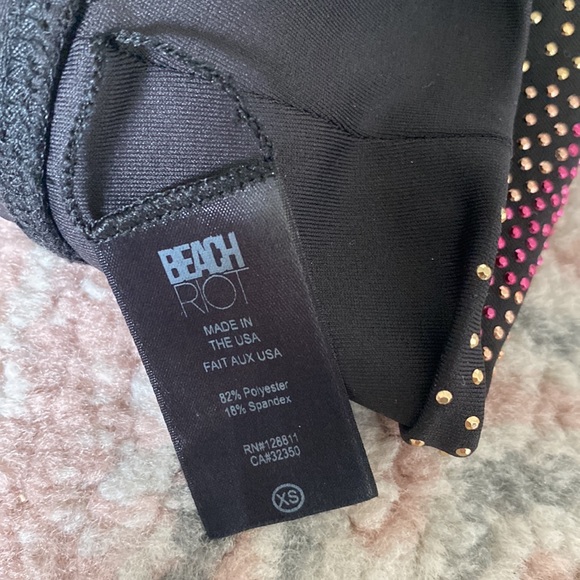 BEACH
RIOT
MADE IN
THE USA
FAIT AUX USA
82% Polyester
18% Spandex
RN#128811
CA#32350
XS